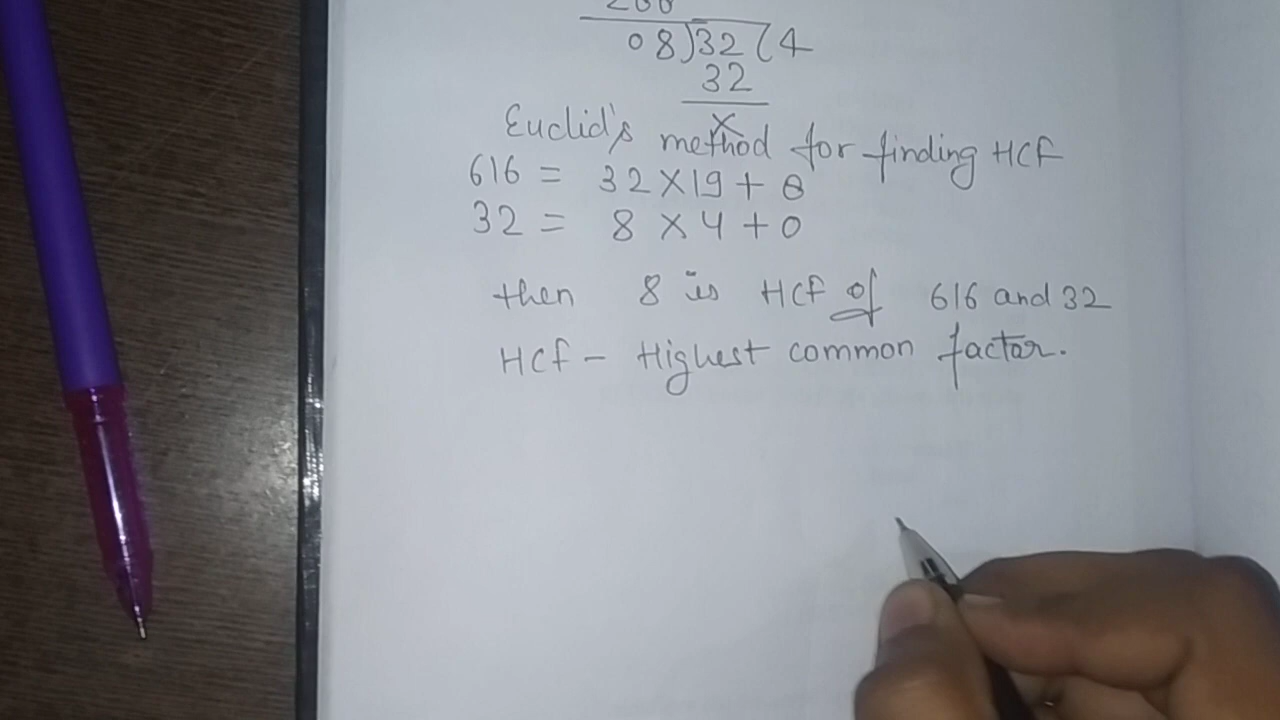 288
08)32(4
32
x
Euclid's method for finding HCF
616 = 32 X 19 + 8
32 = 8 X 4 + 0
then 8 is HCf of 616 and 32
HCf - Highest common factor.